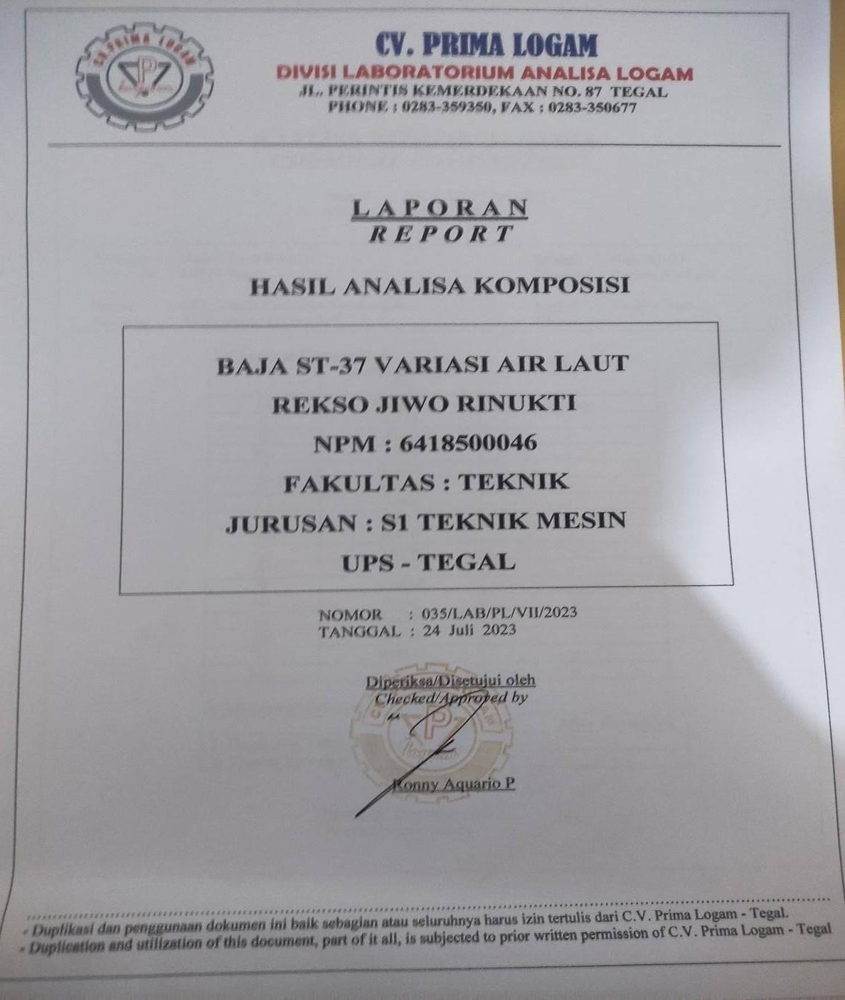 CV. PRIMA LOGAM
CV. PRIMA LOGAM
DIVISI LABORATORIUM ANALISA LOGAM
JL. PERINTIS KEMERDEKAAN NO. 87 TEGAL
PHONE : 0283-359350, FAX : 0283-350677
LAPORAN
REPORT
HASIL ANALISA KOMPOSISI
BAJA ST-37 VARIASI AIR LAUT
REKSO JIWO RINUKTI
NPM : 6418500046
FAKULTAS : TEKNIK
JURUSAN : S1 TEKNIK MESIN
UPS - TEGAL
NOMOR : 035/LAB/PL/VII/2023
TANGGAL : 24 Juli 2023
Diperiksa/Disetujui oleh
Checked/Approved by
Ronny Aquario P
- Duplikasi dan penggunaan dokumen ini baik sebagian atau seluruhnya harus izin tertulis dari C.V. Prima Logam - Tegal.
- Duplication and utilization of this document, part of it all, is subjected to prior written permission of C.V. Prima Logam - Tegal